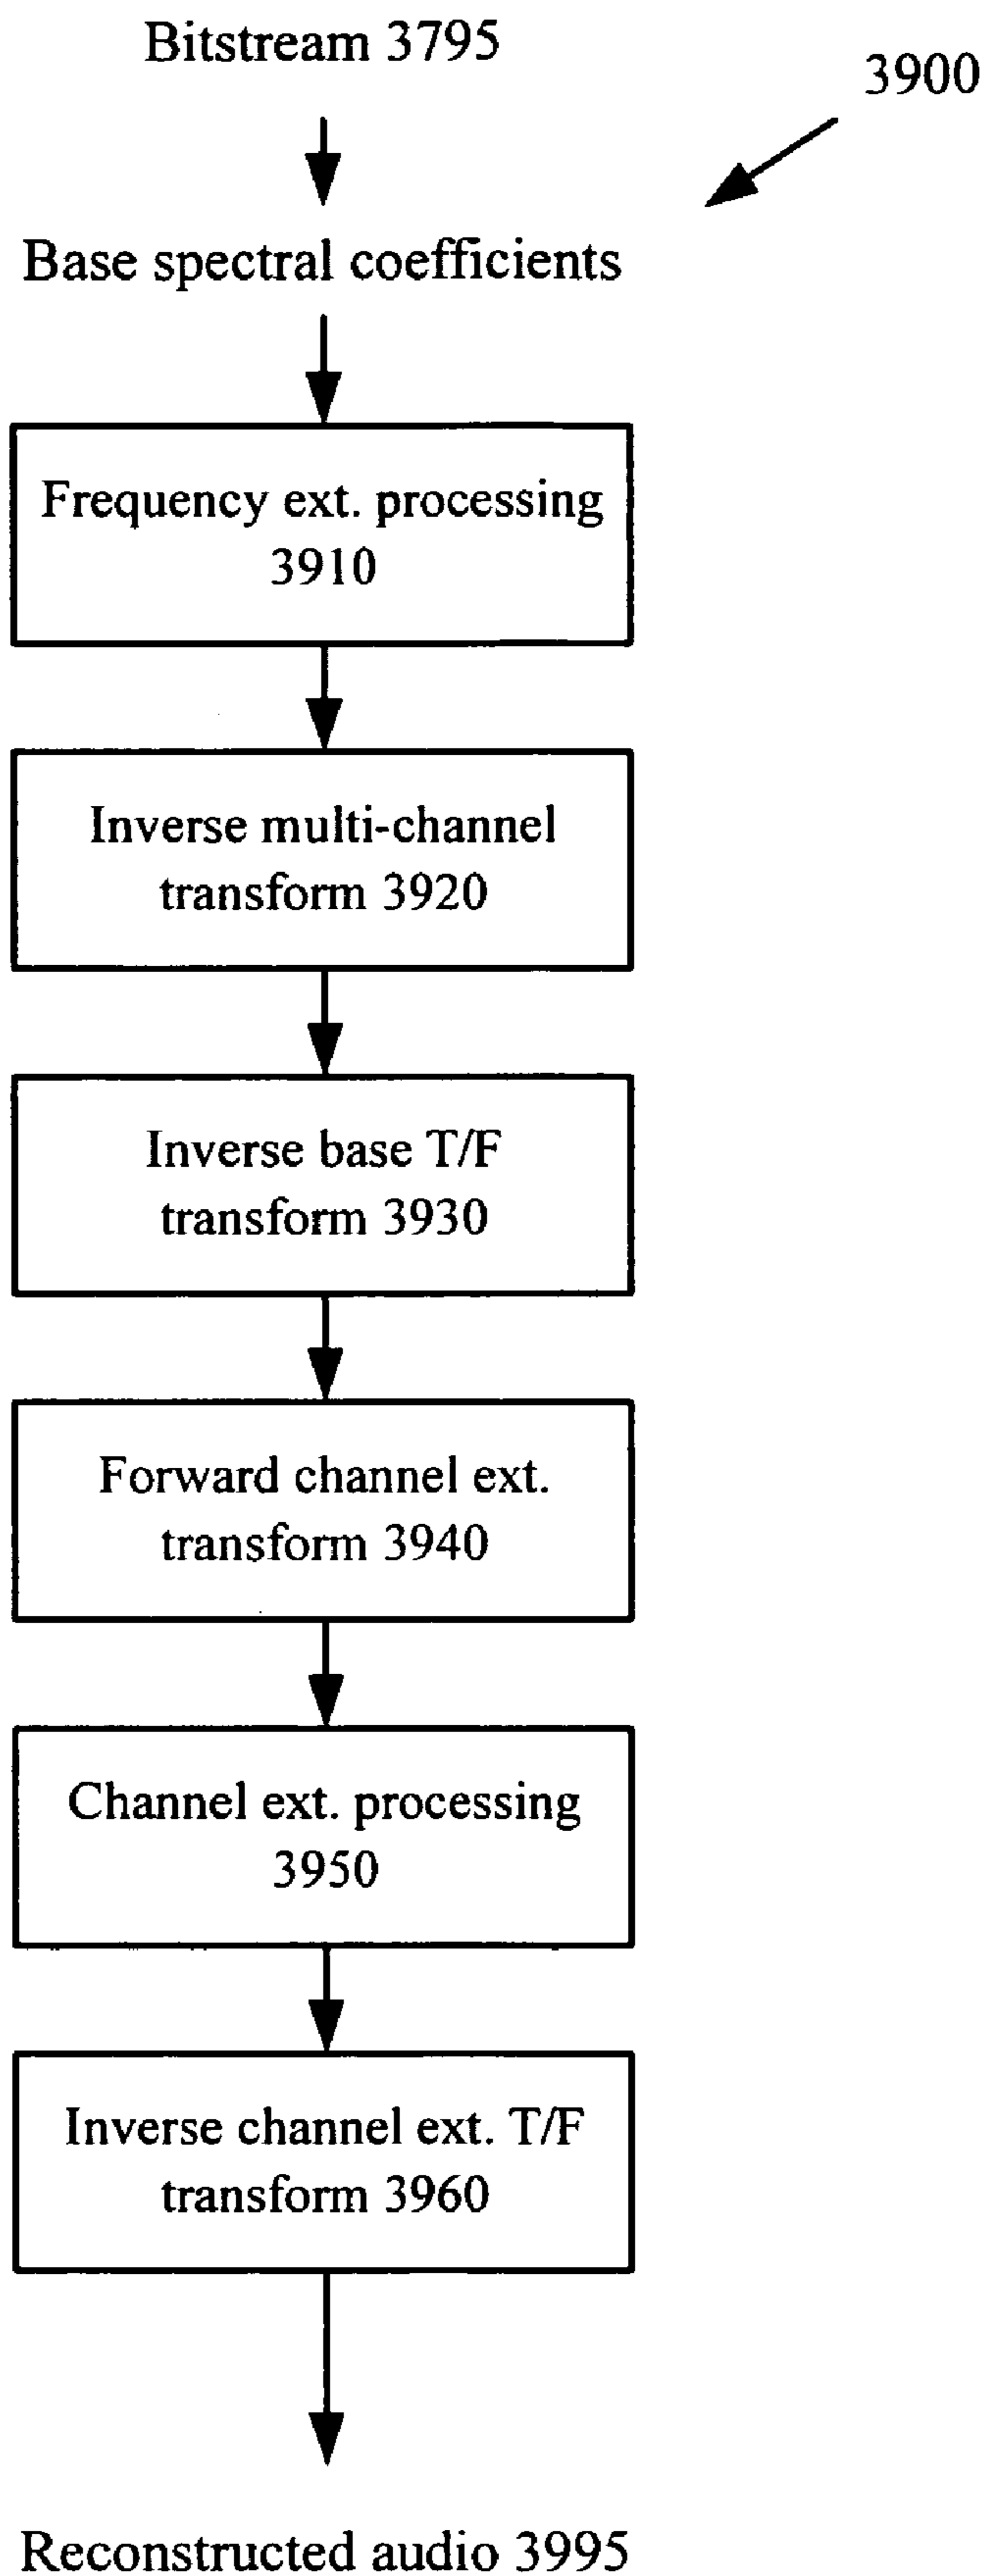 Bitstream 3795
3900
Base spectral coefficients
Frequency ext. processing
3910
Inverse multi-channel
transform 3920
Inverse base T/F
transform 3930
Forward channel ext.
transform 3940
Channel ext. processing
3950
Inverse channel ext. T/F
transform 3960
Reconstructed audio 3995